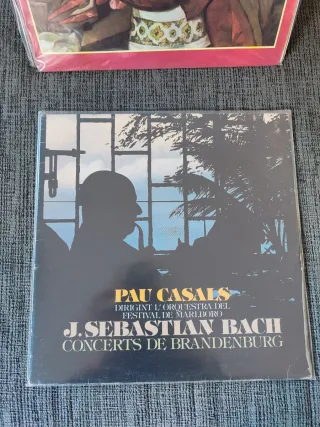 PAU CASALS
DIRIGINT L'ORQUESTRA DEL
FESTIVAL DE MARLBORO
J. SEBASTIAN BACH
CONCERTS DE BRANDENBURG